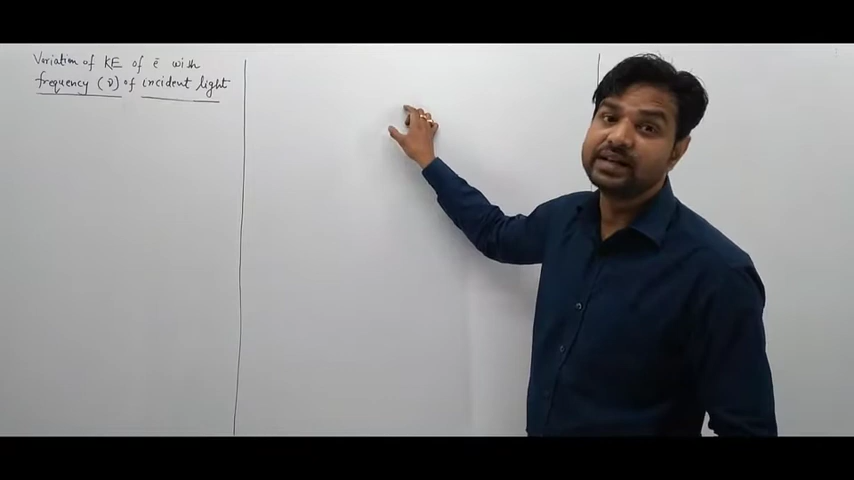 Variation of KE of ē with
frequency (ν) of incident light